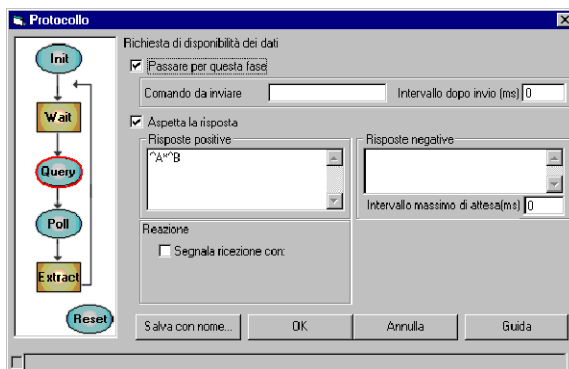 Protocollo
Init
Wait
Query
Poll
Extract
Reset
Richiesta di disponibilità dei dati
Passare per questa fase
Comando da inviare
Intervallo dopo invio (ms) 0
Aspetta la risposta
Risposte positive
^A*^B
Risposte negative
Intervallo massimo di attesa(ms) 0
Reazione
Segnala ricezione con:
Salva con nome... OK Annulla Guida